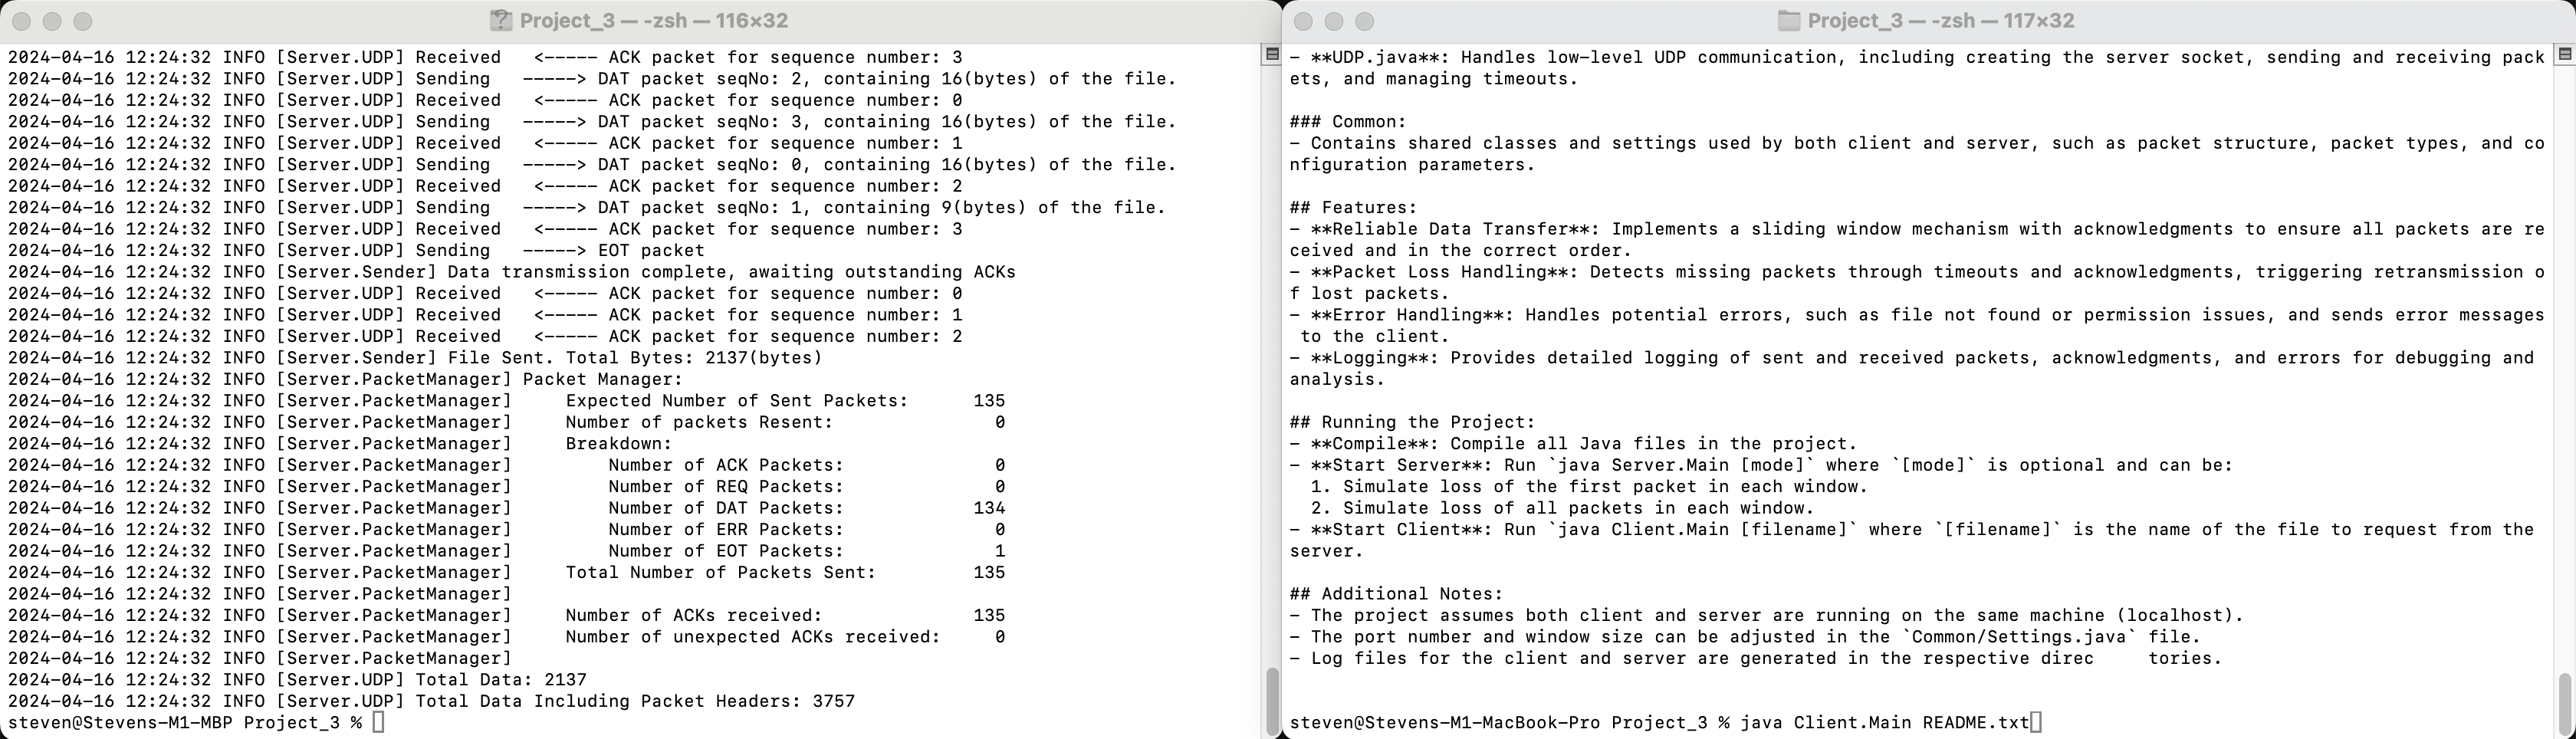 Project_3 — -zsh — 116×32
2024-04-16 12:24:32 INFO [Server.UDP] Received   <----- ACK packet for sequence number: 3
2024-04-16 12:24:32 INFO [Server.UDP] Sending   -----> DAT packet seqNo: 2, containing 16(bytes) of the file.
2024-04-16 12:24:32 INFO [Server.UDP] Received   <----- ACK packet for sequence number: 0
2024-04-16 12:24:32 INFO [Server.UDP] Sending   -----> DAT packet seqNo: 3, containing 16(bytes) of the file.
2024-04-16 12:24:32 INFO [Server.UDP] Received   <----- ACK packet for sequence number: 1
2024-04-16 12:24:32 INFO [Server.UDP] Sending   -----> DAT packet seqNo: 0, containing 16(bytes) of the file.
2024-04-16 12:24:32 INFO [Server.UDP] Received   <----- ACK packet for sequence number: 2
2024-04-16 12:24:32 INFO [Server.UDP] Sending   -----> DAT packet seqNo: 1, containing 9(bytes) of the file.
2024-04-16 12:24:32 INFO [Server.UDP] Received   <----- ACK packet for sequence number: 3
2024-04-16 12:24:32 INFO [Server.UDP] Sending   -----> EOT packet
2024-04-16 12:24:32 INFO [Server.Sender] Data transmission complete, awaiting outstanding ACKs
2024-04-16 12:24:32 INFO [Server.UDP] Received   <----- ACK packet for sequence number: 0
2024-04-16 12:24:32 INFO [Server.UDP] Received   <----- ACK packet for sequence number: 1
2024-04-16 12:24:32 INFO [Server.UDP] Received   <----- ACK packet for sequence number: 2
2024-04-16 12:24:32 INFO [Server.Sender] File Sent. Total Bytes: 2137(bytes)
2024-04-16 12:24:32 INFO [Server.PacketManager] Packet Manager:
2024-04-16 12:24:32 INFO [Server.PacketManager]     Expected Number of Sent Packets:      135
2024-04-16 12:24:32 INFO [Server.PacketManager]     Number of packets Resent:               0
2024-04-16 12:24:32 INFO [Server.PacketManager]     Breakdown:
2024-04-16 12:24:32 INFO [Server.PacketManager]         Number of ACK Packets:            0
2024-04-16 12:24:32 INFO [Server.PacketManager]         Number of REQ Packets:            0
2024-04-16 12:24:32 INFO [Server.PacketManager]         Number of DAT Packets:          134
2024-04-16 12:24:32 INFO [Server.PacketManager]         Number of ERR Packets:            0
2024-04-16 12:24:32 INFO [Server.PacketManager]         Number of EOT Packets:            1
2024-04-16 12:24:32 INFO [Server.PacketManager]     Total Number of Packets Sent:         135
2024-04-16 12:24:32 INFO [Server.PacketManager]
2024-04-16 12:24:32 INFO [Server.PacketManager]     Number of ACKs received:              135
2024-04-16 12:24:32 INFO [Server.PacketManager]     Number of unexpected ACKs received:     0
2024-04-16 12:24:32 INFO [Server.PacketManager]
2024-04-16 12:24:32 INFO [Server.UDP] Total Data: 2137
2024-04-16 12:24:32 INFO [Server.UDP] Total Data Including Packet Headers: 3757
steven@Stevens-M1-MBP Project_3 %
Project_3 — -zsh — 117×32
- **UDP.java**: Handles low-level UDP communication, including creating the server socket, sending and receiving pack
ets, and managing timeouts.
### Common:
- Contains shared classes and settings used by both client and server, such as packet structure, packet types, and co
nfiguration parameters.
## Features:
- **Reliable Data Transfer**: Implements a sliding window mechanism with acknowledgments to ensure all packets are re
ceived and in the correct order.
- **Packet Loss Handling**: Detects missing packets through timeouts and acknowledgments, triggering retransmission o
f lost packets.
- **Error Handling**: Handles potential errors, such as file not found or permission issues, and sends error messages
 to the client.
- **Logging**: Provides detailed logging of sent and received packets, acknowledgments, and errors for debugging and
analysis.
## Running the Project:
- **Compile**: Compile all Java files in the project.
- **Start Server**: Run `java Server.Main [mode]` where `[mode]` is optional and can be:
  1. Simulate loss of the first packet in each window.
  2. Simulate loss of all packets in each window.
- **Start Client**: Run `java Client.Main [filename]` where `[filename]` is the name of the file to request from the
server.
## Additional Notes:
- The project assumes both client and server are running on the same machine (localhost).
- The port number and window size can be adjusted in the `Common/Settings.java` file.
- Log files for the client and server are generated in the respective direc     tories.
steven@Stevens-M1-MacBook-Pro Project_3 % java Client.Main README.txt